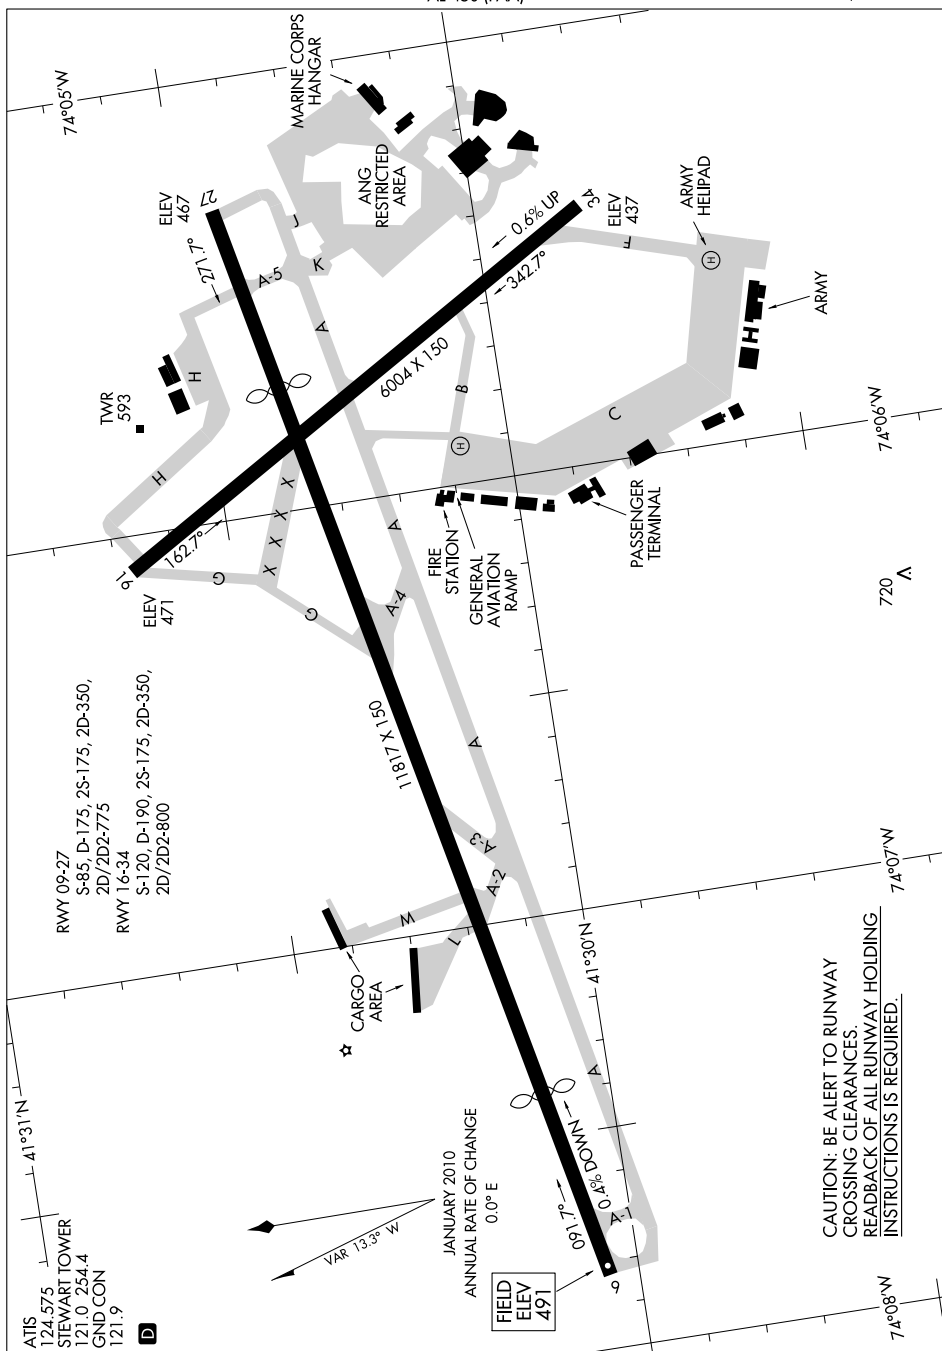 AL-450 (FAA)
ATIS
124.575
STEWART TOWER
121.0 254.4
GND CON
121.9
D
41°31'N
74°05'W
RWY 09-27
S-85, D-175, 2S-175, 2D-350,
2D/2D2-775
RWY 16-34
S-120, D-190, 2S-175, 2D-350,
2D/2D2-800
TWR
593
ELEV
467
27
271.7°
MARINE CORPS
HANGAR
ANG
RESTRICTED
AREA
J
K
A-5
A
H
H
16
162.7°
ELEV
471
G
G
X
X
X
X
A-4
A
6004 X 150
B
342.7°
0.6% UP
34
ELEV
437
F
ARMY
HELIPAD
H
H
C
ARMY
74°06'W
FIRE
STATION
GENERAL
AVIATION
RAMP
PASSENGER
TERMINAL
720
11817 X 150
A
A-3
A-2
M
L
CARGO
AREA
41°30'N
74°07'W
A
VAR 13.3° W
JANUARY 2010
ANNUAL RATE OF CHANGE
0.0° E
FIELD
ELEV
491
091.7°
0.4% DOWN
A-1
9
74°08'W
CAUTION: BE ALERT TO RUNWAY
CROSSING CLEARANCES.
READBACK OF ALL RUNWAY HOLDING
INSTRUCTIONS IS REQUIRED.